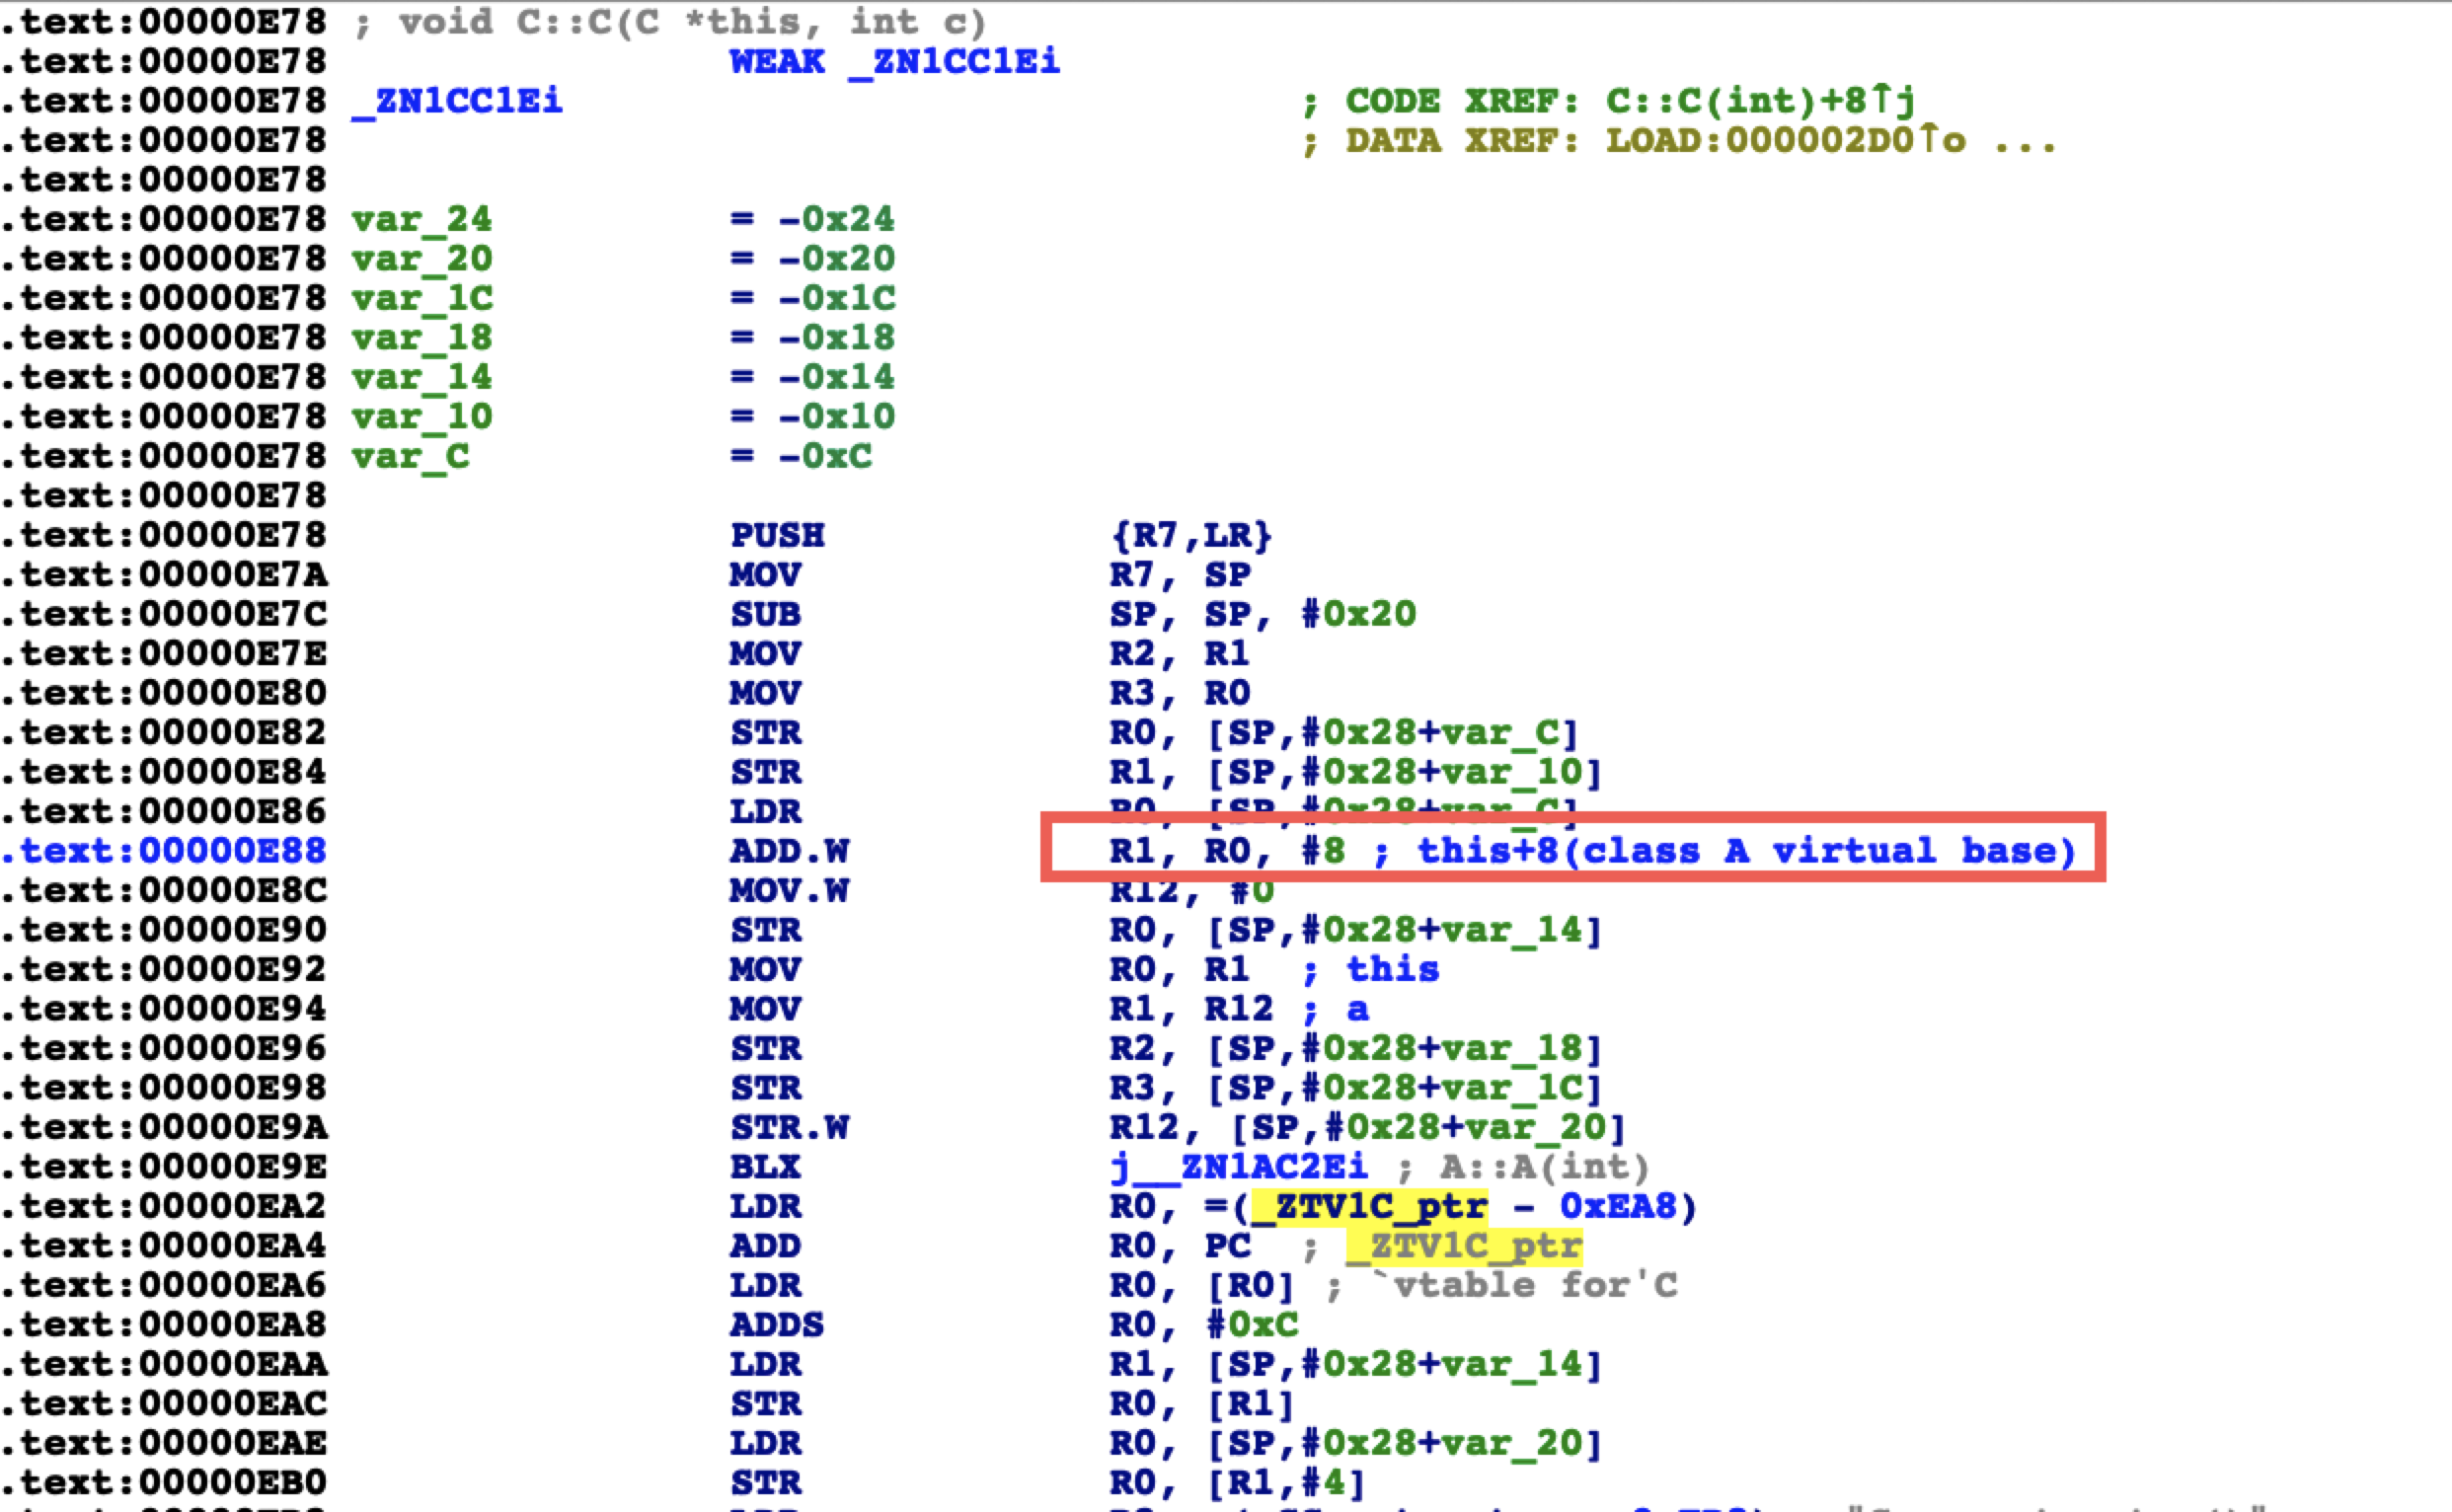 .text:00000E78 ; void C::C(C *this, int c)
.text:00000E78 WEAK _ZN1CC1Ei
.text:00000E78 _ZN1CC1Ei ; CODE XREF: C::C(int)+8↑j
.text:00000E78 ; DATA XREF: LOAD:000002D0↑o ...
.text:00000E78
.text:00000E78 var_24 = -0x24
.text:00000E78 var_20 = -0x20
.text:00000E78 var_1C = -0x1C
.text:00000E78 var_18 = -0x18
.text:00000E78 var_14 = -0x14
.text:00000E78 var_10 = -0x10
.text:00000E78 var_C = -0xC
.text:00000E78
.text:00000E78 PUSH {R7,LR}
.text:00000E7A MOV R7, SP
.text:00000E7C SUB SP, SP, #0x20
.text:00000E7E MOV R2, R1
.text:00000E80 MOV R3, R0
.text:00000E82 STR R0, [SP,#0x28+var_C]
.text:00000E84 STR R1, [SP,#0x28+var_10]
.text:00000E86 LDR R0, [SP,#0x28+var_C]
.text:00000E88 ADD.W R1, R0, #8 ; this+8(class A virtual base)
.text:00000E8C MOV.W R12, #0
.text:00000E90 STR R0, [SP,#0x28+var_14]
.text:00000E92 MOV R0, R1 ; this
.text:00000E94 MOV R1, R12 ; a
.text:00000E96 STR R2, [SP,#0x28+var_18]
.text:00000E98 STR R3, [SP,#0x28+var_1C]
.text:00000E9A STR.W R12, [SP,#0x28+var_20]
.text:00000E9E BLX j__ZN1AC2Ei ; A::A(int)
.text:00000EA2 LDR R0, =(_ZTV1C_ptr - 0xEA8)
.text:00000EA4 ADD R0, PC ; _ZTV1C_ptr
.text:00000EA6 LDR R0, [R0] ; `vtable for'C
.text:00000EA8 ADDS R0, #0xC
.text:00000EAA LDR R1, [SP,#0x28+var_14]
.text:00000EAC STR R0, [R1]
.text:00000EAE LDR R0, [SP,#0x28+var_20]
.text:00000EB0 STR R0, [R1,#4]